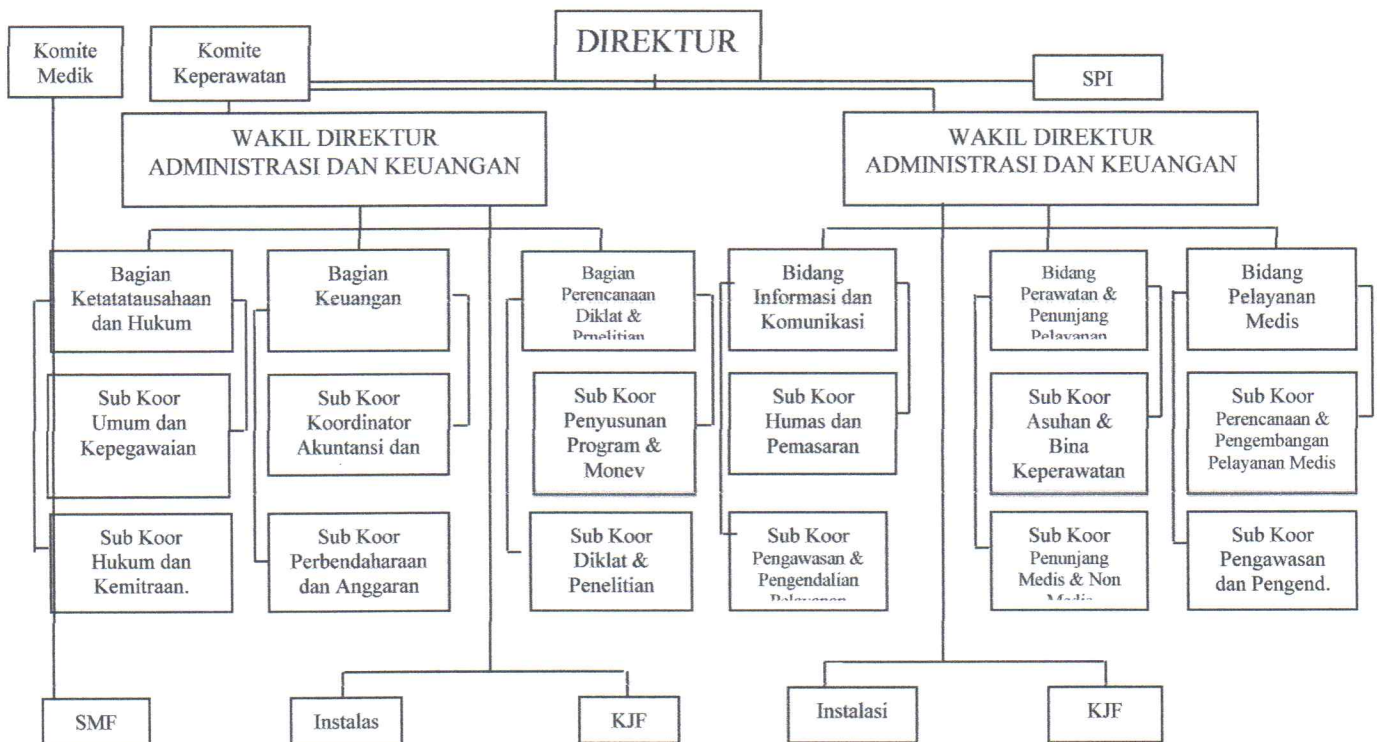 DIREKTUR
Komite
Medik
Komite
Keperawatan
SPI
WAKIL DIREKTUR
ADMINISTRASI DAN KEUANGAN
WAKIL DIREKTUR
ADMINISTRASI DAN KEUANGAN
Bagian
Ketatatausahaan
dan Hukum
Bagian
Keuangan
Bagian
Perencanaan
Diklat &
Prnelitian
Bidang
Informasi dan
Komunikasi
Bidang
Perawatan &
Penunjang
Pelayanan
Bidang
Pelayanan
Medis
Sub Koor
Umum dan
Kepegawaian
Sub Koor
Koordinator
Akuntansi dan
Sub Koor
Penyusunan
Program &
Monev
Sub Koor
Humas dan
Pemasaran
Sub Koor
Asuhan &
Bina
Keperawatan
Sub Koor
Perencanaan &
Pengembangan
Pelayanan Medis
Sub Koor
Hukum dan
Kemitraan.
Sub Koor
Perbendaharaan
dan Anggaran
Sub Koor
Diklat &
Penelitian
Sub Koor
Pengawasan &
Pengendalian
Pelayanan
Sub Koor
Penunjang
Medis & Non
Medis
Sub Koor
Pengawasan
dan Pengend.
SMF
Instalas
KJF
Instalasi
KJF